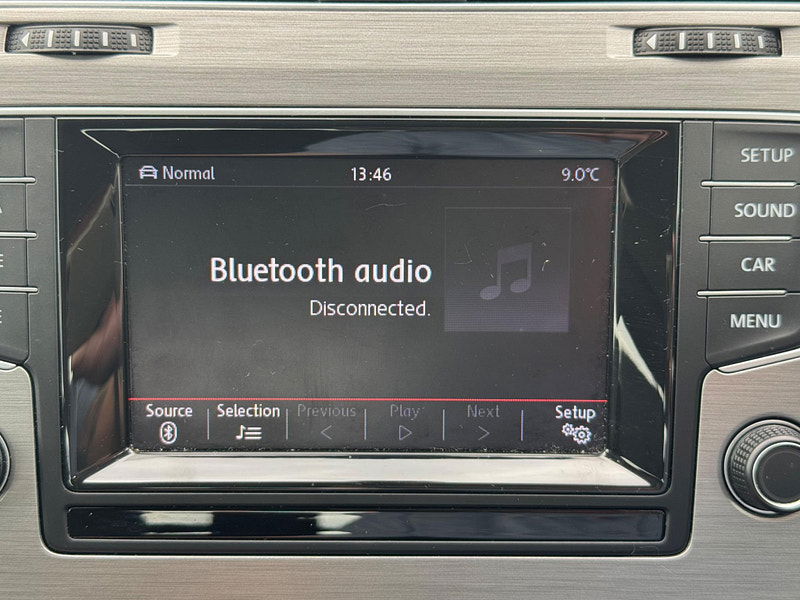 Normal 13:46 9.0°C
Bluetooth audio
Disconnected.
Source Selection Previous Play Next Setup
SETUP
SOUND
CAR
MENU